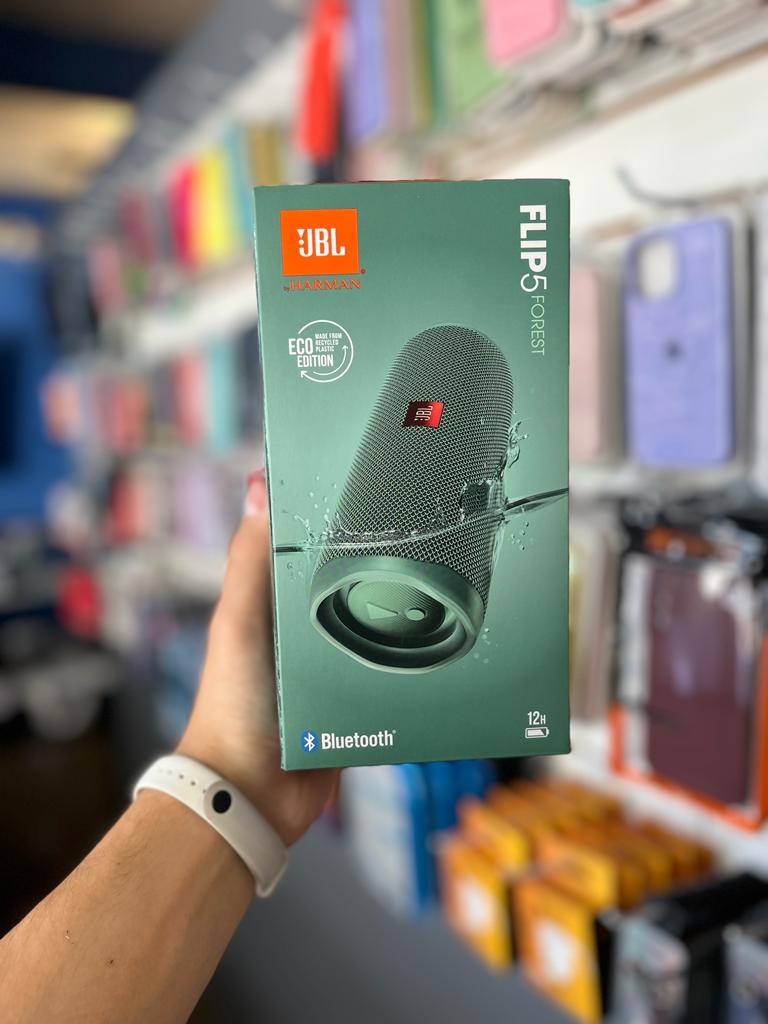 JBL
®
by HARMAN
FLIP5 FOREST
ECO EDITION
MADE FROM
RECYCLED
PLASTIC
JBL
Bluetooth®
12H